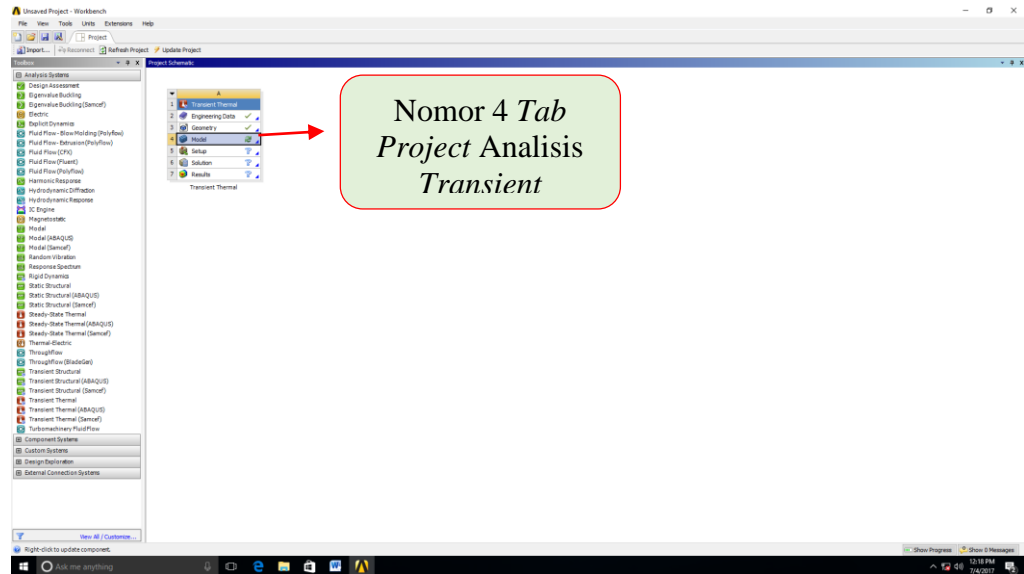 Unsaved Project - Workbench
File View Tools Units Extensions Help
Project
Import... Reconnect Refresh Project Update Project
Toolbox
Project Schematic
Analysis Systems
Design Assessment
Eigenvalue Buckling
Eigenvalue Buckling (Samcef)
Electric
Explicit Dynamics
Fluid Flow - Blow Molding (Polyflow)
Fluid Flow - Extrusion (Polyflow)
Fluid Flow (CFX)
Fluid Flow (Fluent)
Fluid Flow (Polyflow)
Harmonic Response
Hydrodynamic Diffraction
Hydrodynamic Response
IC Engine
Magnetostatic
Modal
Modal (ABAQUS)
Modal (Samcef)
Random Vibration
Response Spectrum
Rigid Dynamics
Static Structural
Static Structural (ABAQUS)
Static Structural (Samcef)
Steady-State Thermal
Steady-State Thermal (ABAQUS)
Steady-State Thermal (Samcef)
Thermal-Electric
Throughflow
Throughflow (BladeGen)
Transient Structural
Transient Structural (ABAQUS)
Transient Structural (Samcef)
Transient Thermal
Transient Thermal (ABAQUS)
Transient Thermal (Samcef)
Turbomachinery Fluid Flow
Component Systems
Custom Systems
Design Exploration
External Connection Systems
View All / Customize...
A
1 Transient Thermal
2 Engineering Data
3 Geometry
4 Model
5 Setup
6 Solution
7 Results
Transient Thermal
Nomor 4 Tab
Project Analisis
Transient
Right-click to update component.
Show Progress Show 0 Messages
Ask me anything
12:18 PM
7/4/2017